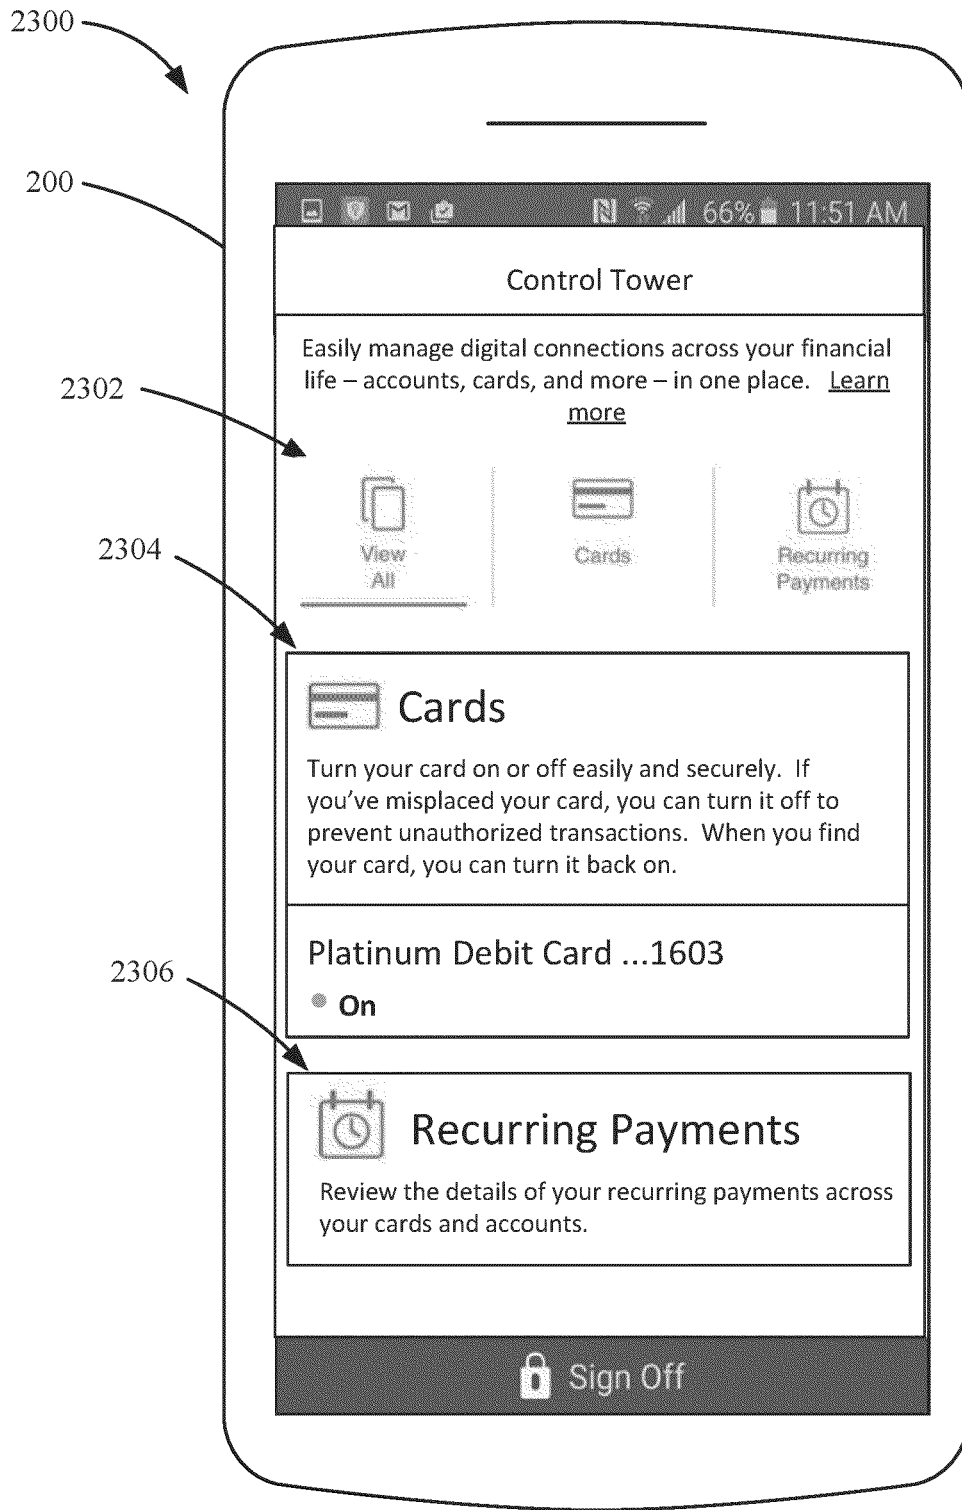 2300
200
66% 11:51 AM
Control Tower
Easily manage digital connections across your financial
life – accounts, cards, and more – in one place. Learn
more
2302
View
All
Cards
Recurring
Payments
2304
Cards
Turn your card on or off easily and securely. If
you've misplaced your card, you can turn it off to
prevent unauthorized transactions. When you find
your card, you can turn it back on.
Platinum Debit Card ...1603
On
2306
Recurring Payments
Review the details of your recurring payments across
your cards and accounts.
Sign Off